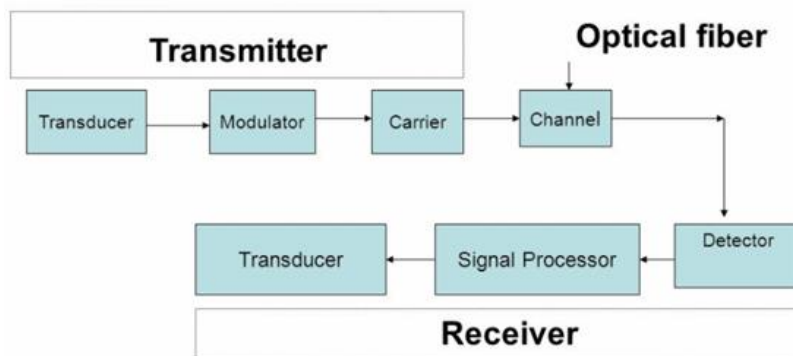 Transmitter
Optical fiber
Transducer
Modulator
Carrier
Channel
Transducer
Signal Processor
Detector
Receiver